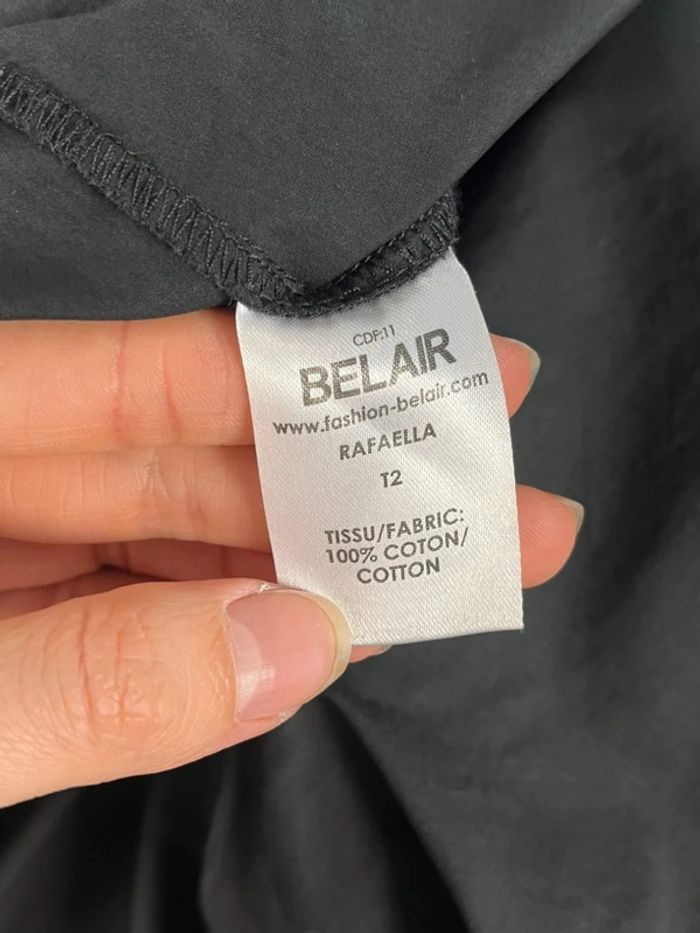 CDF:11
BELAIR
www.fashion-belair.com
RAFAELLA
T2
TISSU/FABRIC:
100% COTON/
COTTON